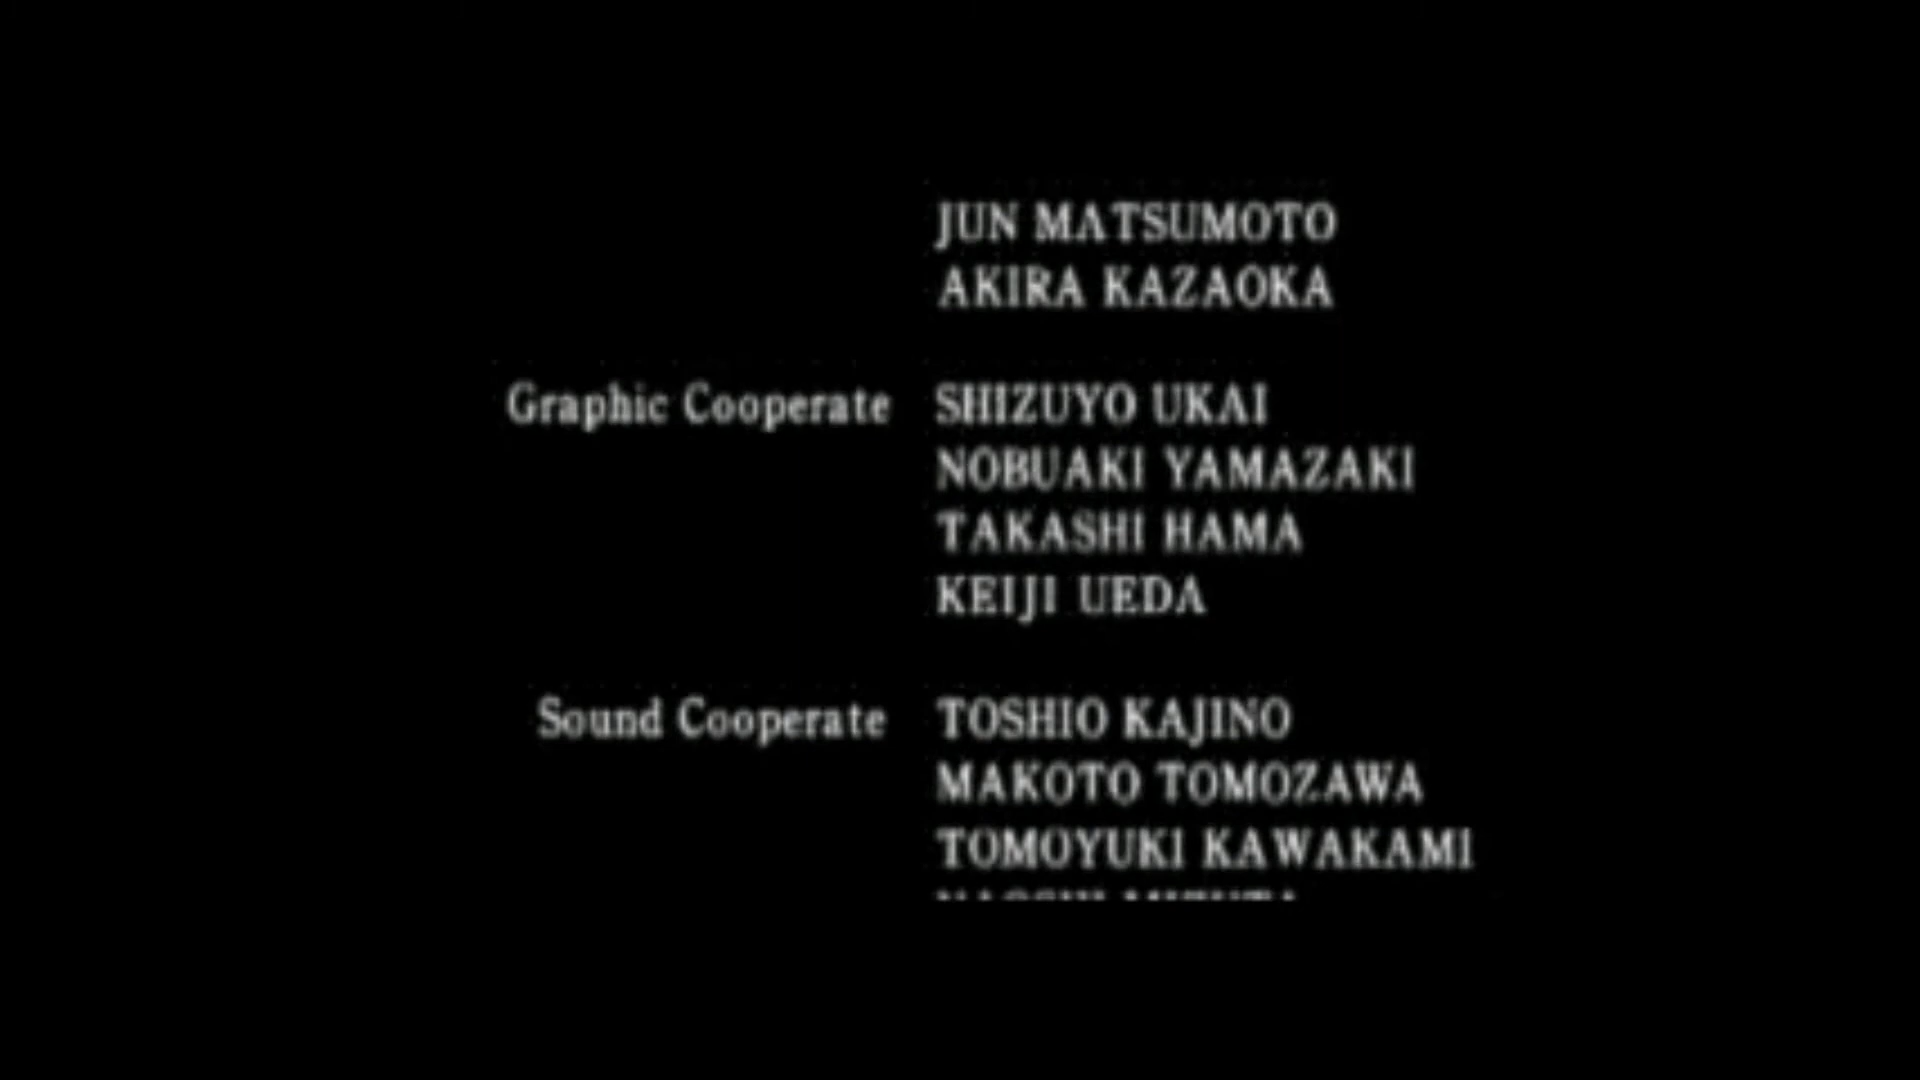 JUN MATSUMOTO
AKIRA KAZAOKA
Graphic Cooperate SHIZUYO UKAI
NOBUAKI YAMAZAKI
TAKASHI HAMA
KEIJI UEDA
Sound Cooperate TOSHIO KAJINO
MAKOTO TOMOZAWA
TOMOYUKI KAWAKAMI